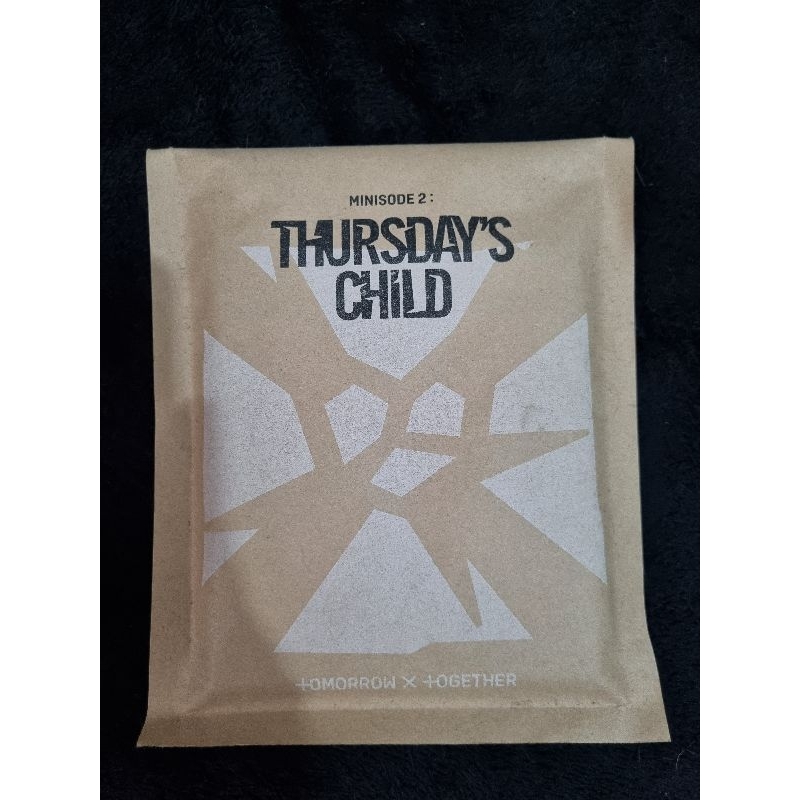 MINISODE 2 :
THURSDAY'S
CHILD
TOMORROW X TOGETHER